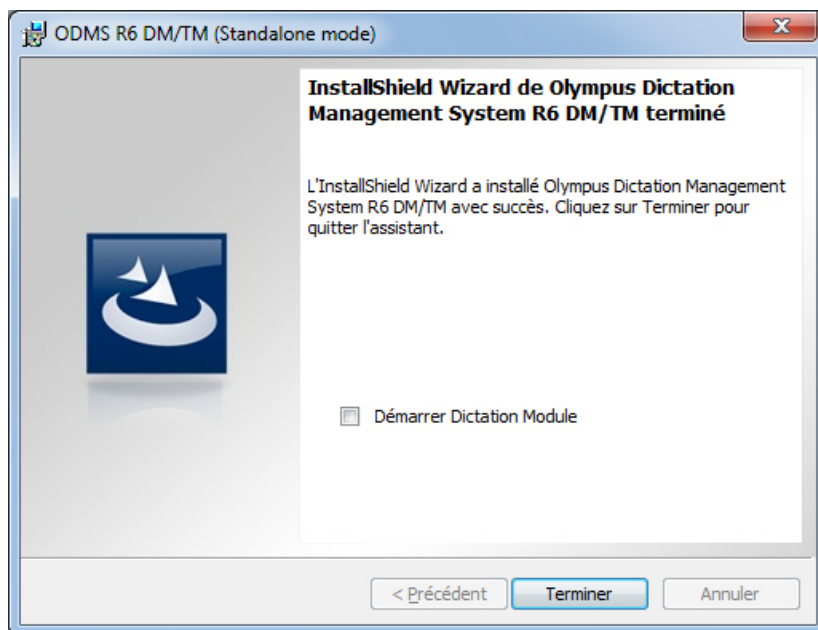 ODMS R6 DM/TM (Standalone mode)
InstallShield Wizard de Olympus Dictation
Management System R6 DM/TM terminé
L'InstallShield Wizard a installé Olympus Dictation Management
System R6 DM/TM avec succès. Cliquez sur Terminer pour
quitter l'assistant.
Démarrer Dictation Module
< Précédent
Terminer
Annuler